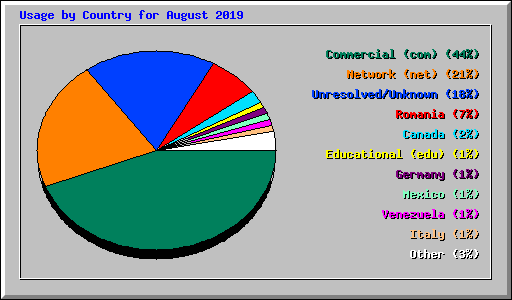 Usage by Country for August 2019
Commercial (com) (44%)
Network (net) (21%)
Unresolved/Unknown (18%)
Romania (7%)
Canada (2%)
Educational (edu) (1%)
Germany (1%)
Mexico (1%)
Venezuela (1%)
Italy (1%)
Other (3%)